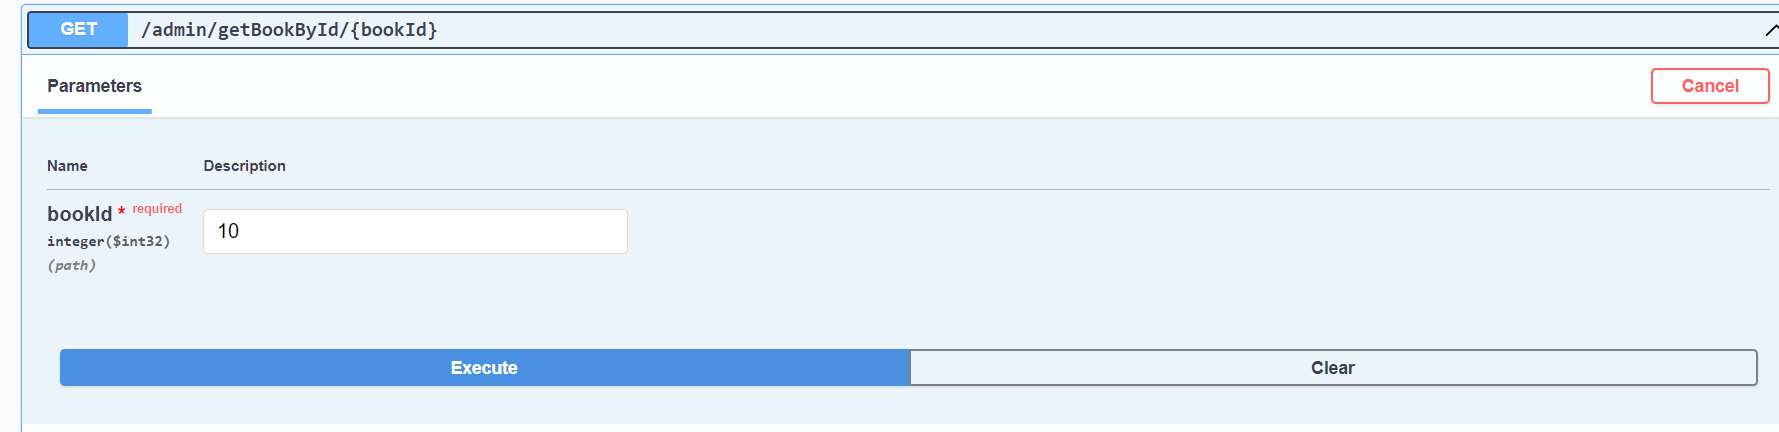 GET /admin/getBookById/{bookId}
Parameters Cancel
Name Description
bookId * required
integer($int32)
(path)
10
Execute Clear